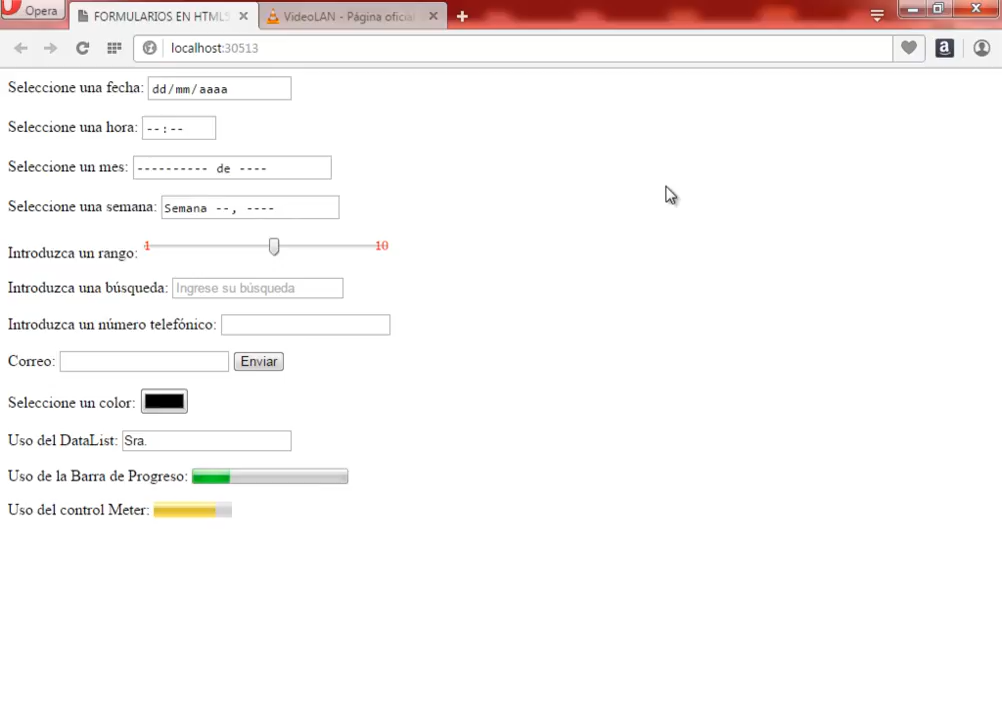 Opera
FORMULARIOS EN HTML5
VideoLAN - Página oficial
localhost:30513
a
Seleccione una fecha: dd/mm/aaaa
Seleccione una hora: --:--
Seleccione un mes: ---------- de ----
Seleccione una semana: Semana --, ----
Introduzca un rango: 1 10
Introduzca una búsqueda: Ingrese su búsqueda
Introduzca un número telefónico:
Correo: Enviar
Seleccione un color:
Uso del DataList: Sra.
Uso de la Barra de Progreso:
Uso del control Meter: